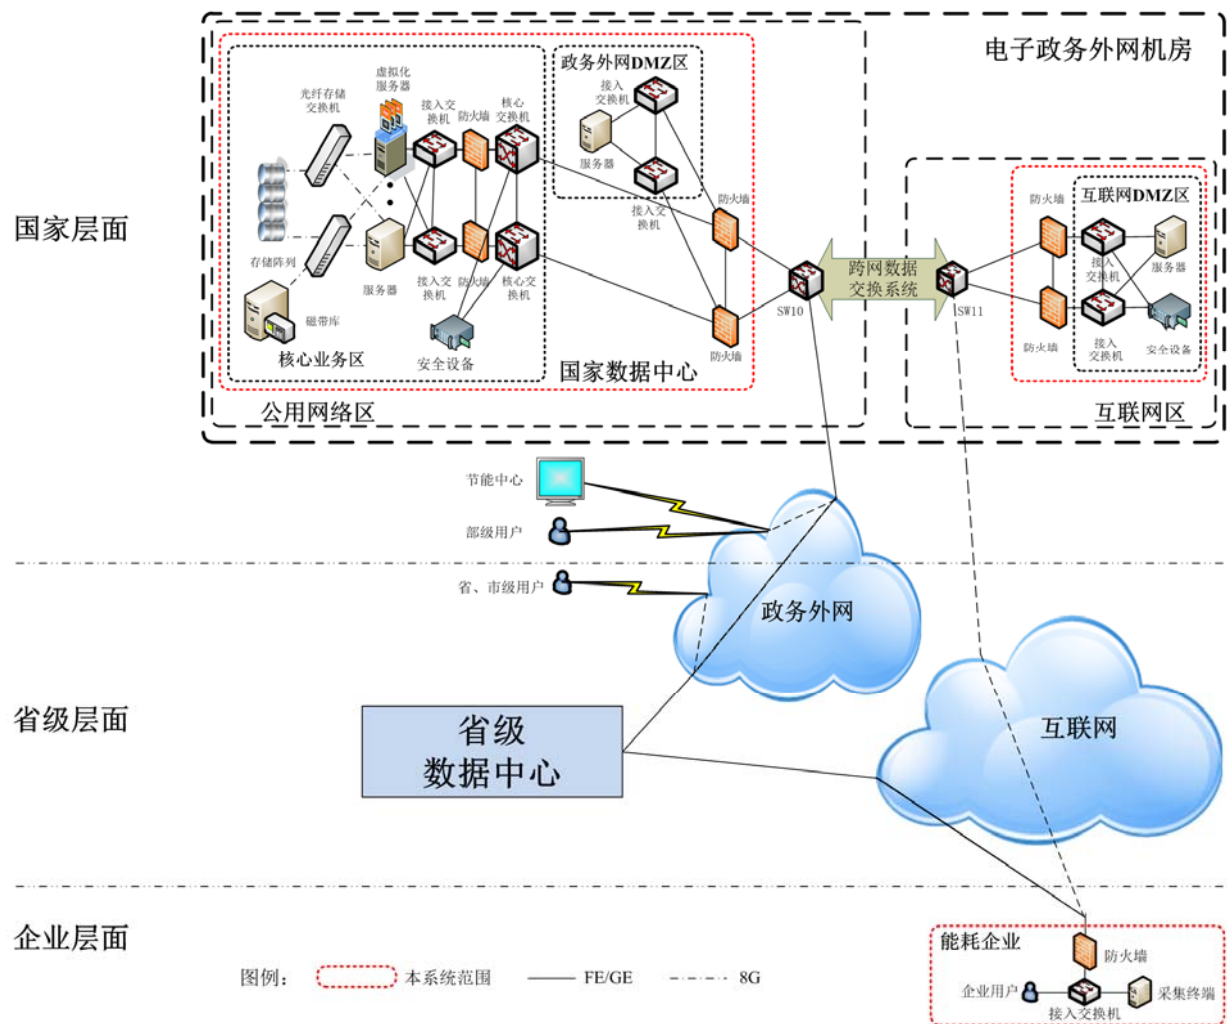 电子政务外网机房
政务外网DMZ区
虚拟化
服务器
光纤存储
交换机
接入交
换机
防火墙
核心
交换机
接入
交换机
服务器
接入交
换机
防火墙
国家层面
存储阵列
服务器
接入交
换机
防火墙
核心交
换机
磁带库
核心业务区
安全设备
国家数据中心
防火墙
公用网络区
SW10
跨网数据
交换系统
SW11
防火墙
互联网DMZ区
接入
交换机
服务器
防火墙
接入
交换机
安全设备
互联网区
节能中心
部级用户
省、市级用户
政务外网
省级层面
省级
数据中心
互联网
企业层面
能耗企业
防火墙
企业用户
采集终端
接入交换机
图例：
本系统范围
FE/GE
8G